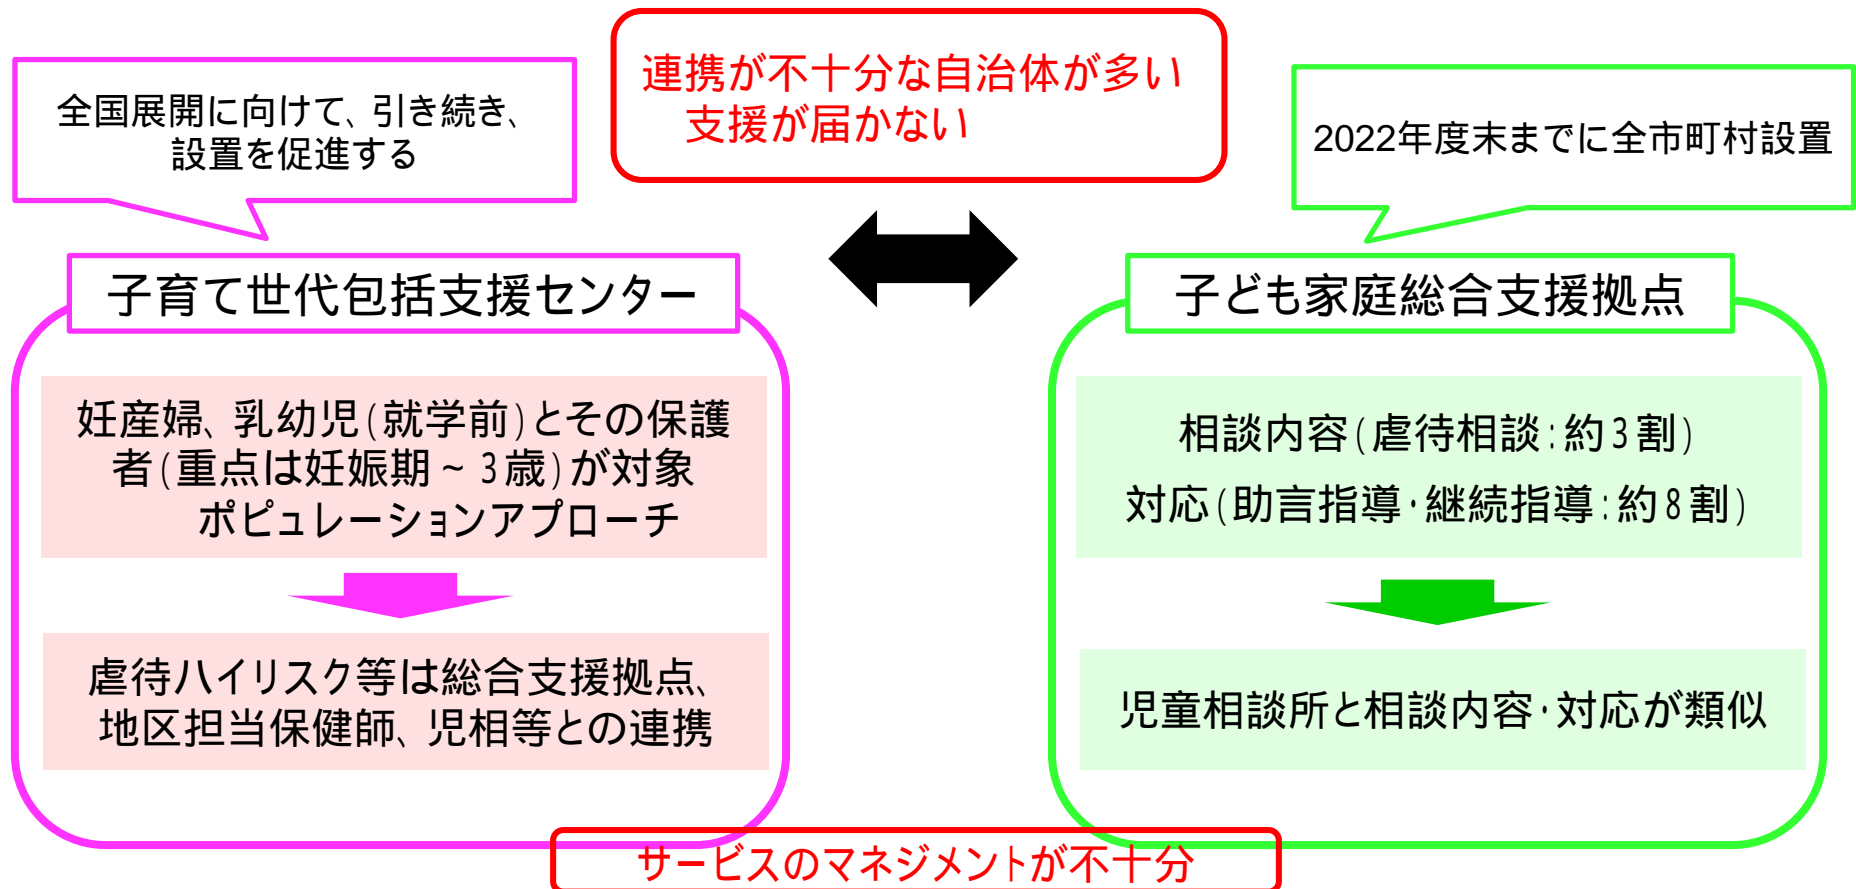 連携が不十分な自治体が多い
支援が届かない
全国展開に向けて、引き続き、
設置を促進する
2022年度末までに全市町村設置
子育て世代包括支援センター
妊産婦、乳幼児(就学前)とその保護
者(重点は妊娠期~3歳)が対象
ポピュレーションアプローチ
虐待ハイリスク等は総合支援拠点、
地区担当保健師、児相等との連携
子ども家庭総合支援拠点
相談内容(虐待相談:約3割)
対応(助言指導・継続指導:約8割)
児童相談所と相談内容・対応が類似
サービスのマネジメントが不十分